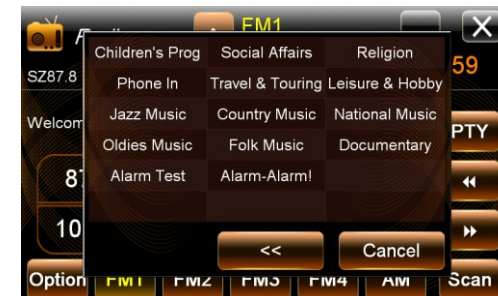 FM1
Children's Prog Social Affairs Religion
59
SZ87.8
Phone In Travel & Touring Leisure & Hobby
Jazz Music Country Music National Music
Welcom
PTY
Oldies Music Folk Music Documentary
Alarm Test Alarm-Alarm!
10
<< Cancel
Option FM1 FM2 FM3 FM4 AM Scan